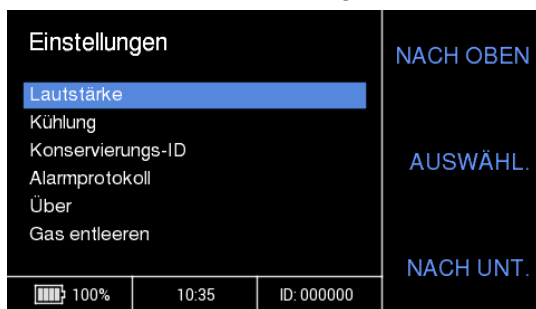 Einstellungen
Lautstärke
Kühlung
Konservierungs-ID
Alarmprotokoll
Über
Gas entleeren
NACH OBEN
AUSWÄHL.
NACH UNT.
100%
10:35
ID: 000000